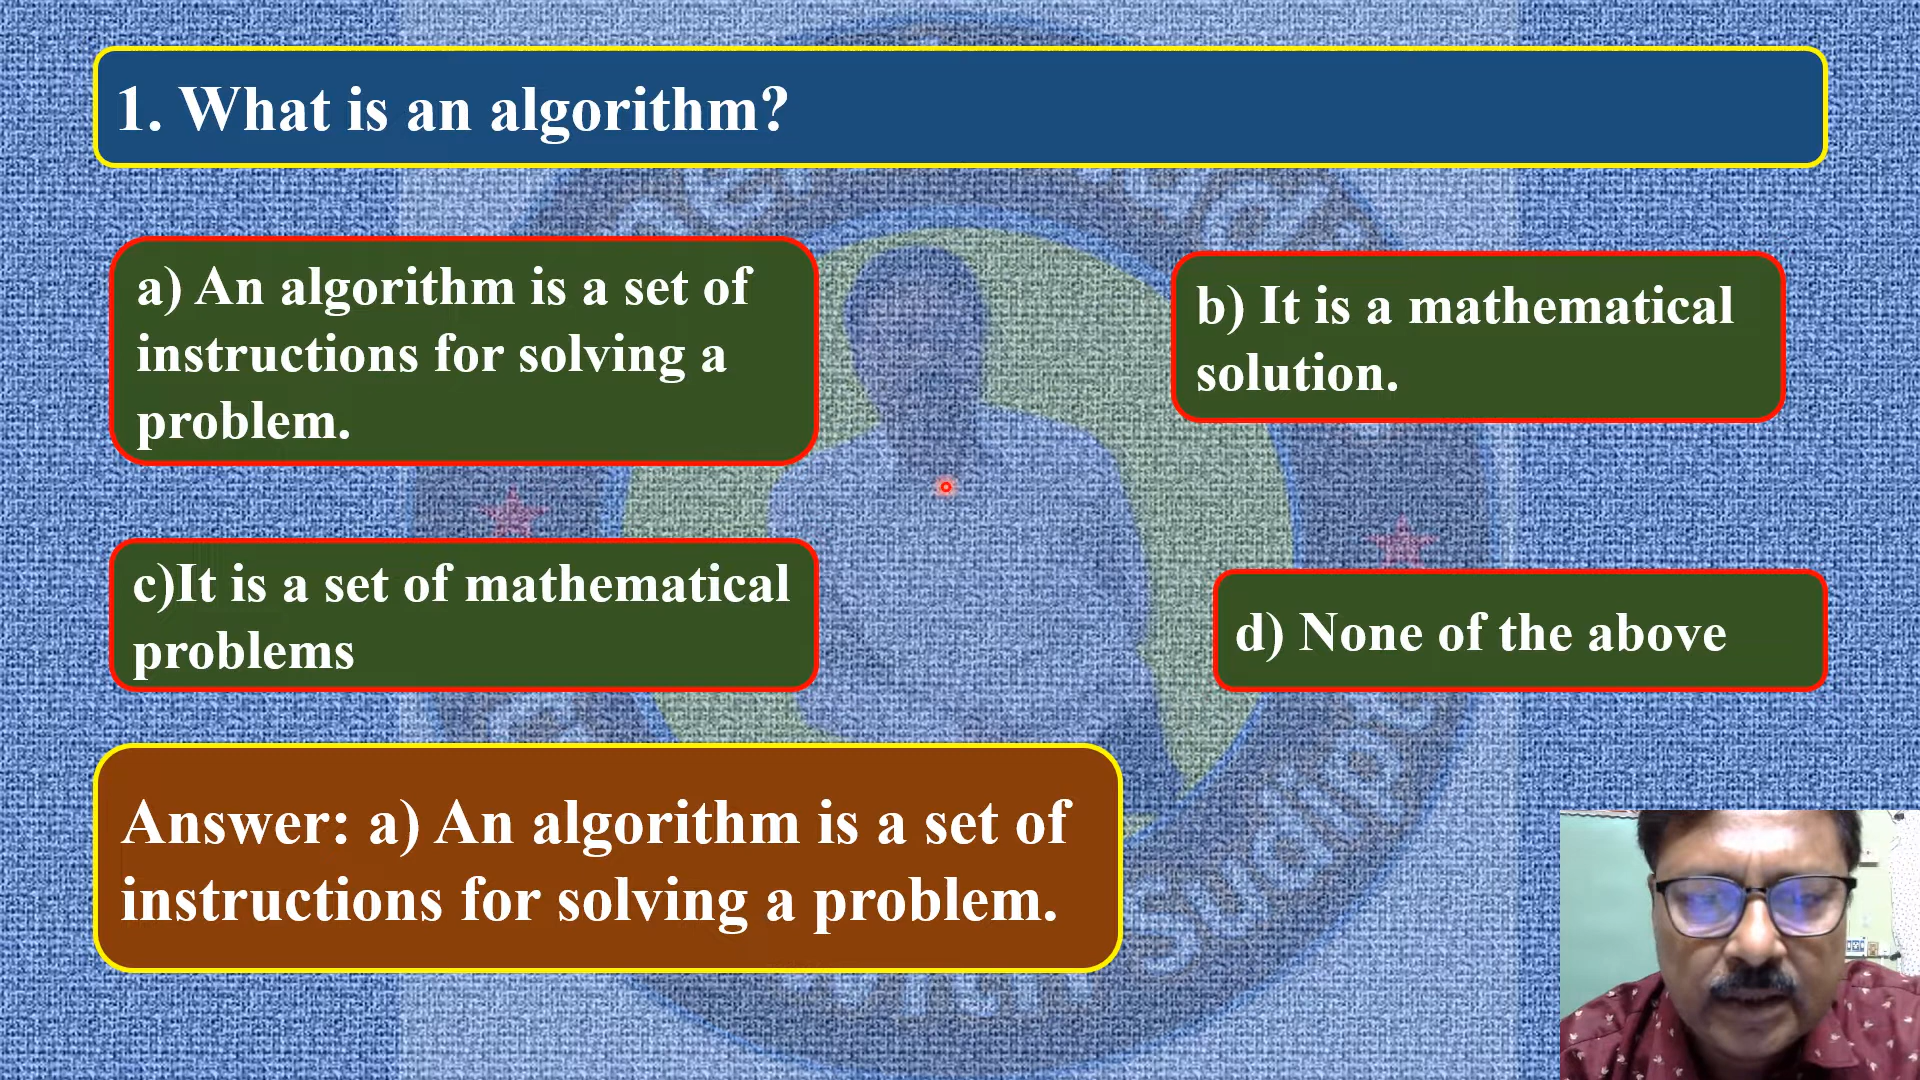 1. What is an algorithm?
a) An algorithm is a set of
instructions for solving a
problem.
b) It is a mathematical
solution.
c)It is a set of mathematical
problems
d) None of the above
Answer: a) An algorithm is a set of
instructions for solving a problem.
Sudip